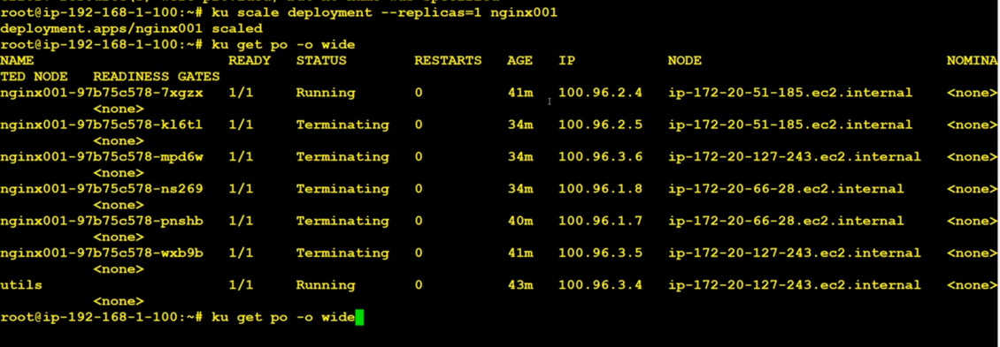 root@ip-192-168-1-100:~# ku scale deployment --replicas=1 nginx001
deployment.apps/nginx001 scaled
root@ip-192-168-1-100:~# ku get po -o wide
NAME READY STATUS RESTARTS AGE IP NODE NOMINA
TED NODE READINESS GATES
nginx001-97b75c578-7xgzx 1/1 Running 0 41m 100.96.2.4 ip-172-20-51-185.ec2.internal <none>
<none>
nginx001-97b75c578-kl6tl 1/1 Terminating 0 34m 100.96.2.5 ip-172-20-51-185.ec2.internal <none>
<none>
nginx001-97b75c578-mpd6w 1/1 Terminating 0 34m 100.96.3.6 ip-172-20-127-243.ec2.internal <none>
<none>
nginx001-97b75c578-ns269 1/1 Terminating 0 34m 100.96.1.8 ip-172-20-66-28.ec2.internal <none>
<none>
nginx001-97b75c578-pnshb 1/1 Terminating 0 40m 100.96.1.7 ip-172-20-66-28.ec2.internal <none>
<none>
nginx001-97b75c578-wxb9b 1/1 Terminating 0 41m 100.96.3.5 ip-172-20-127-243.ec2.internal <none>
<none>
utils 1/1 Running 0 43m 100.96.3.4 ip-172-20-127-243.ec2.internal <none>
<none>
root@ip-192-168-1-100:~# ku get po -o wide